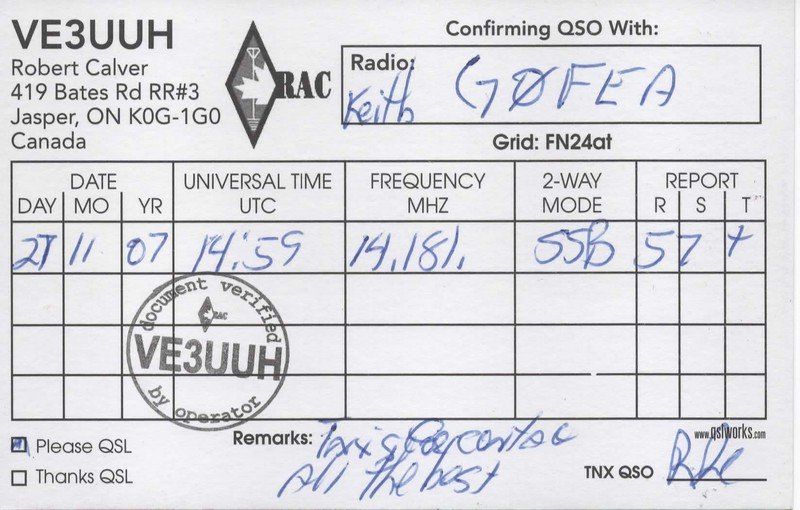 VE3UUH
Robert Calver
419 Bates Rd RR#3
Jasper, ON K0G-1G0
Canada
RAC
Confirming QSO With:
Radio: GØFEA
Keith
Grid: FN24at
DATE UNIVERSAL TIME FREQUENCY 2-WAY REPORT
DAY MO YR UTC MHZ MODE R S T
11 07 14:59 14,181. SSB 5 7 +
document verified
RAC
VE3UUH
by operator
Please QSL
Thanks QSL
Remarks:
All the best
www.qslworks.com
TNX QSO